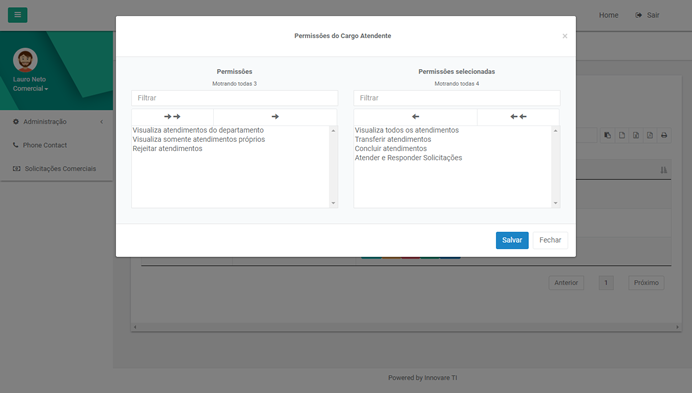 Home
Sair
Permissões do Cargo Atendente
×
Lauro Neto
Comercial
Administração
Phone Contact
Solicitações Comerciais
Permissões
Motrando todas 3
Filtrar
Visualiza atendimentos do departamento
Visualiza somente atendimentos próprios
Rejeitar atendimentos
Permissões selecionadas
Motrando todas 4
Filtrar
Visualiza todos os atendimentos
Transferir atendimentos
Concluir atendimentos
Atender e Responder Solicitações
Salvar
Fechar
Anterior
1
Próximo
Powered by Innovare TI